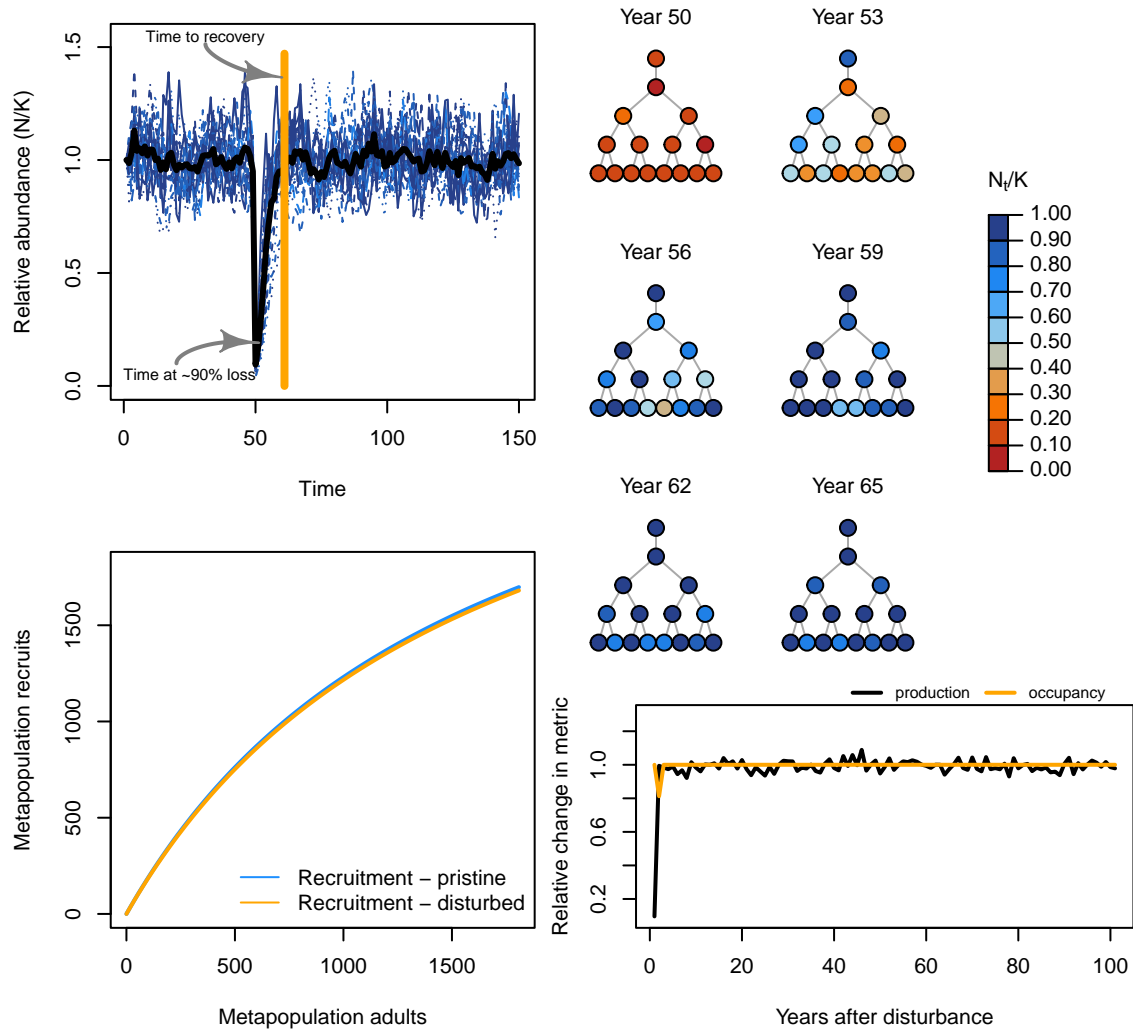 Relative abundance (N/K)
1.5
1.0
0.5
0.0
Time to recovery
Time at ~90% loss
0
50
100
150
Time
Year 50
Year 53
Year 56
Year 59
Year 62
Year 65
Nt/K
1.00
0.90
0.80
0.70
0.60
0.50
0.40
0.30
0.20
0.10
0.00
Metapopulation recruits
1500
1000
500
0
Recruitment − pristine
Recruitment − disturbed
0
500
1000
1500
Metapopulation adults
production
occupancy
Relative change in metric
1.0
0.6
0.2
0
20
40
60
80
100
Years after disturbance